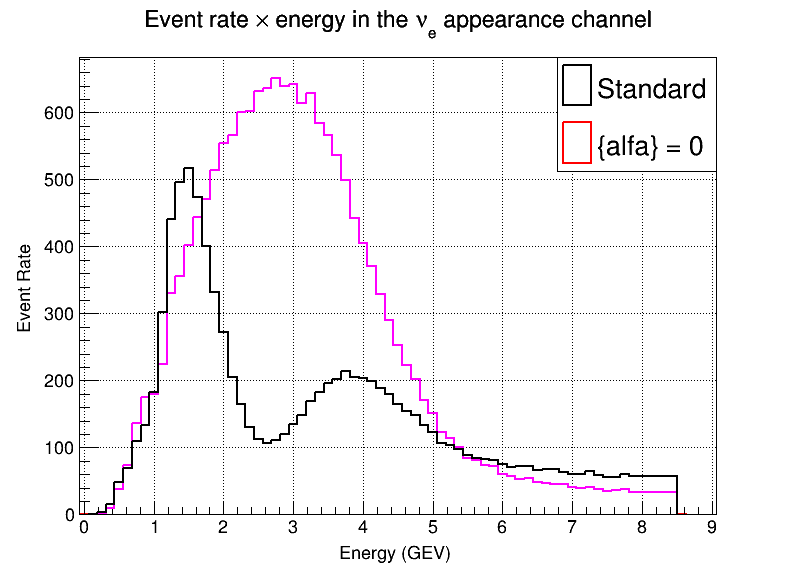 Event rate × energy in the νe appearance channel
Standard
{alfa} = 0
Event Rate
600
500
400
300
200
100
0
0 1 2 3 4 5 6 7 8 9
Energy (GEV)